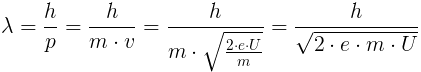 λ = h/p = h/(m · v) = h/(m · √(2·e·U/m)) = h/√(2 · e · m · U)